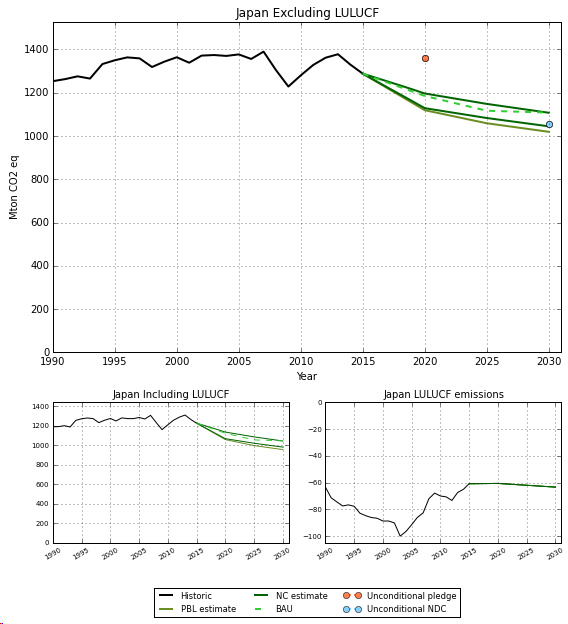 Japan Excluding LULUCF
1400
1200
1000
800
600
400
200
0
Mton CO2 eq
1990 1995 2000 2005 2010 2015 2020 2025 2030
Year
Japan Including LULUCF
1400
1200
1000
800
600
400
200
0
1990 1995 2000 2005 2010 2015 2020 2025 2030
Japan LULUCF emissions
0
−20
−40
−60
−80
−100
1990 1995 2000 2005 2010 2015 2020 2025 2030
Historic NC estimate Unconditional pledge
PBL estimate BAU Unconditional NDC